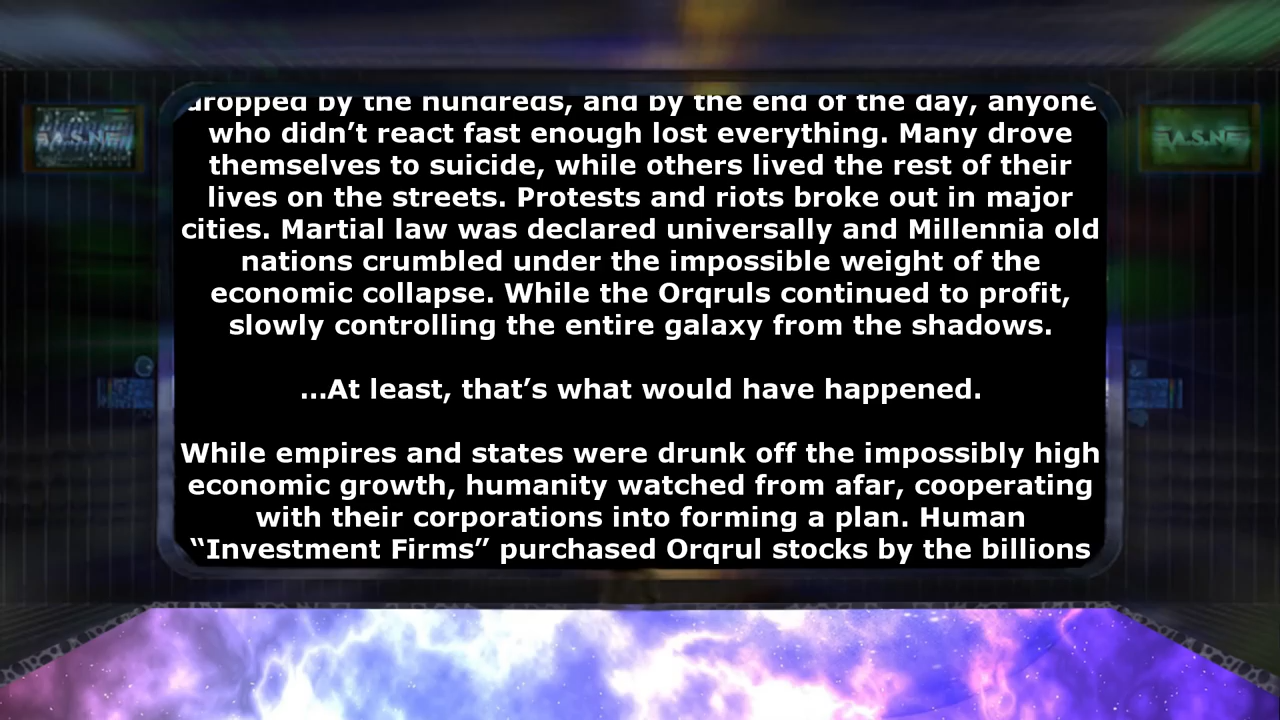 dropped by the hundreds, and by the end of the day, anyone
who didn’t react fast enough lost everything. Many drove
themselves to suicide, while others lived the rest of their
lives on the streets. Protests and riots broke out in major
cities. Martial law was declared universally and Millennia old
nations crumbled under the impossible weight of the
economic collapse. While the Orqruls continued to profit,
slowly controlling the entire galaxy from the shadows.
...At least, that’s what would have happened.
While empires and states were drunk off the impossibly high
economic growth, humanity watched from afar, cooperating
with their corporations into forming a plan. Human
“Investment Firms” purchased Orqrul stocks by the billions
A.S.N
A.S.N